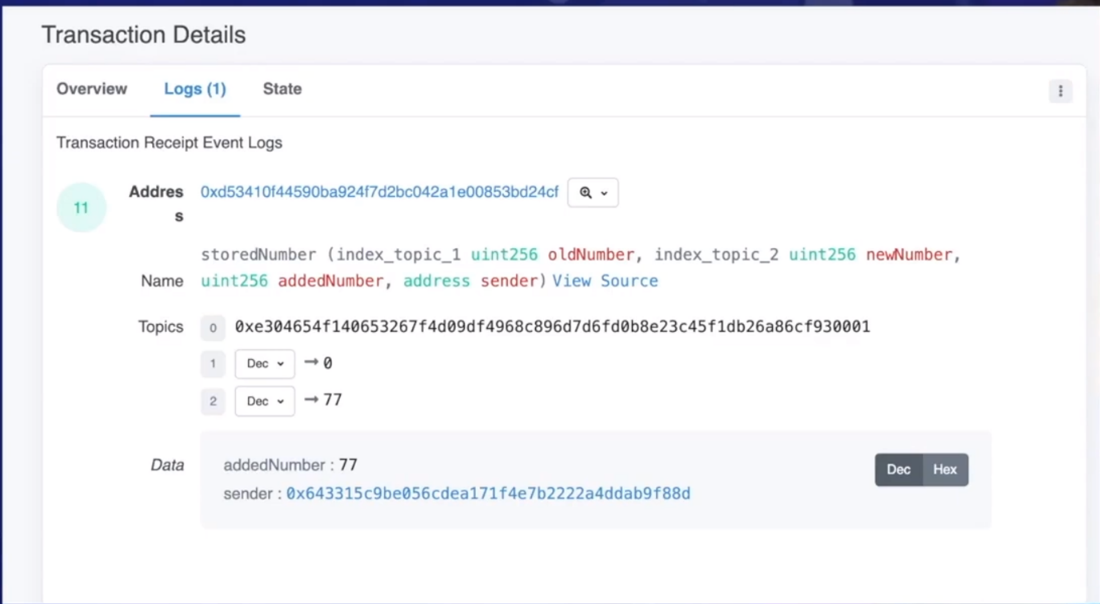 Transaction Details
Overview Logs (1) State
Transaction Receipt Event Logs
11 Addres
s 0xd53410f44590ba924f7d2bc042a1e00853bd24cf
storedNumber (index_topic_1 uint256 oldNumber, index_topic_2 uint256 newNumber,
Name uint256 addedNumber, address sender) View Source
Topics 0 0xe304654f140653267f4d09df4968c896d7d6fd0b8e23c45f1db26a86cf930001
1 Dec → 0
2 Dec → 77
Data addedNumber : 77 Dec Hex
sender : 0x643315c9be056cdea171f4e7b2222a4ddab9f88d